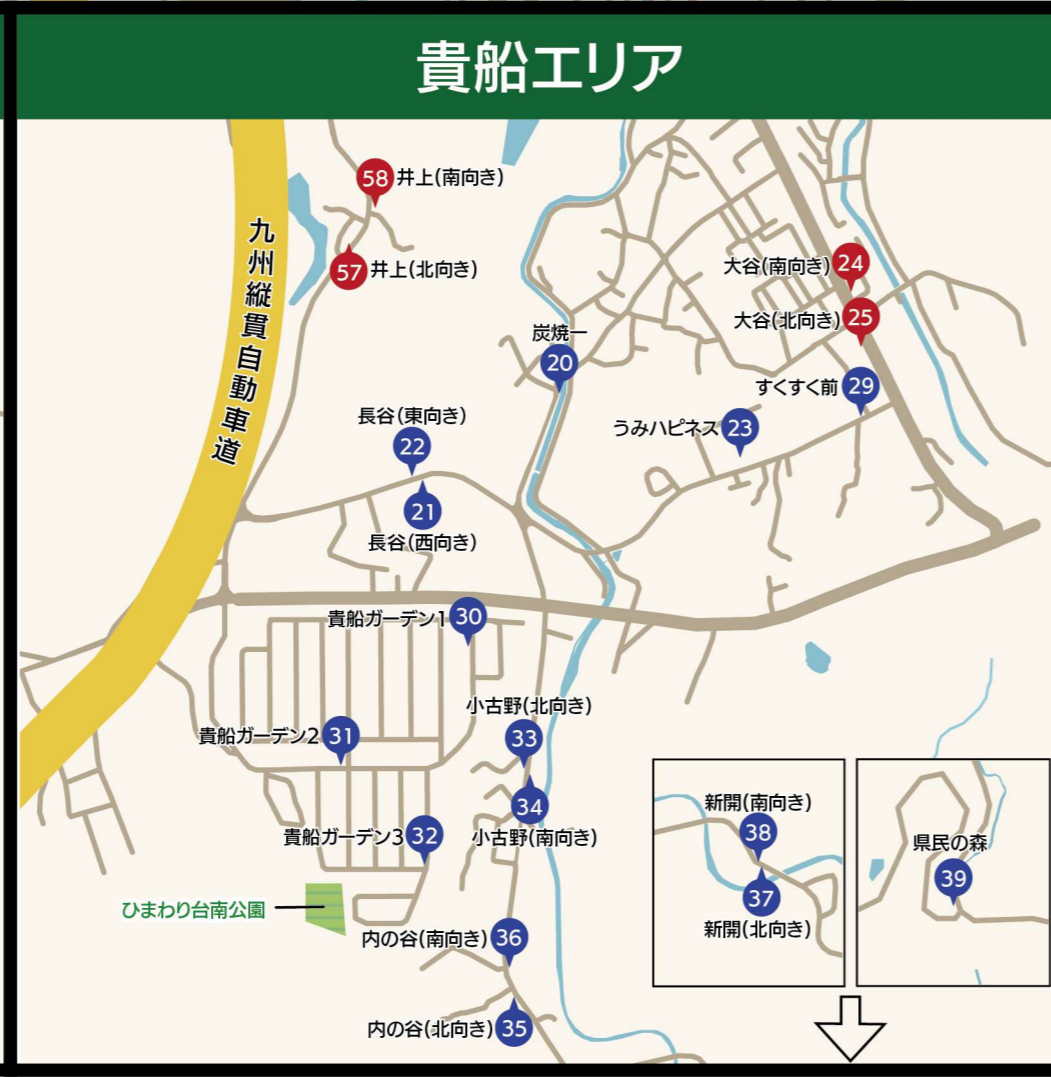 貴船エリア
九州縦貫自動車道
58 井上(南向き)
57 井上(北向き)
大谷(南向き) 24
大谷(北向き) 25
炭焼一
20
すくすく前 29
うみハピネス 23
長谷(東向き)
22
21
長谷(西向き)
貴船ガーデン1 30
小古野(北向き)
33
貴船ガーデン2 31
34
小古野(南向き)
貴船ガーデン3 32
ひまわり台南公園
内の谷(南向き) 36
内の谷(北向き) 35
新開(南向き)
38
37
新開(北向き)
県民の森
39